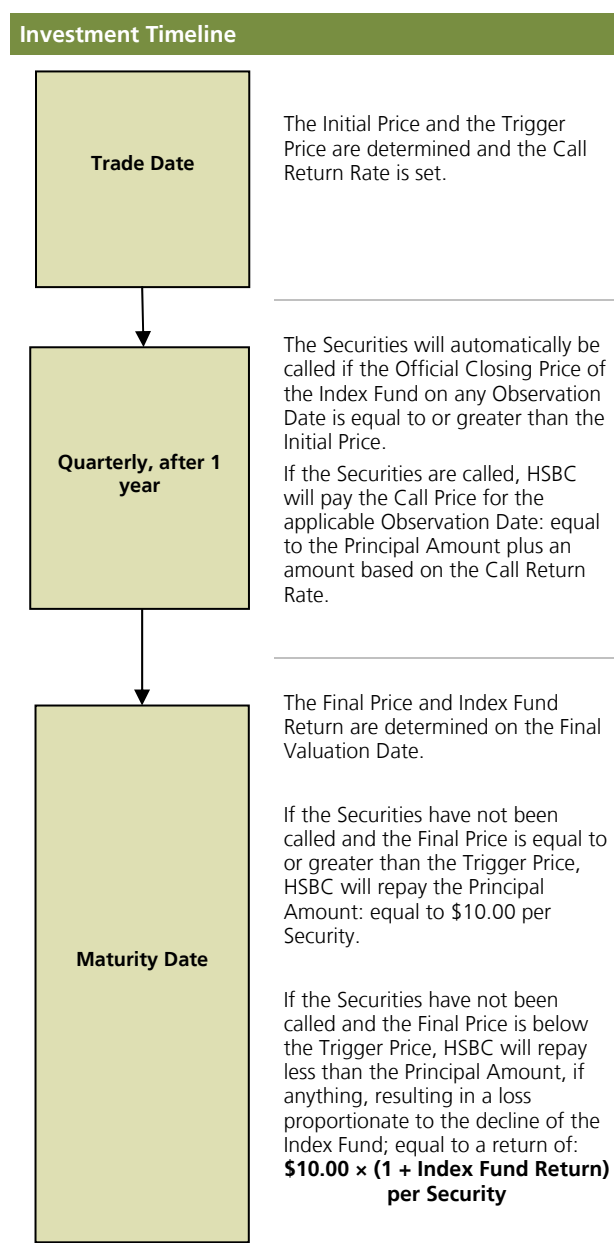 Investment Timeline
Trade Date
The Initial Price and the Trigger
Price are determined and the Call
Return Rate is set.
Quarterly, after 1
year
The Securities will automatically be
called if the Official Closing Price of
the Index Fund on any Observation
Date is equal to or greater than the
Initial Price.
If the Securities are called, HSBC
will pay the Call Price for the
applicable Observation Date: equal
to the Principal Amount plus an
amount based on the Call Return
Rate.
Maturity Date
The Final Price and Index Fund
Return are determined on the Final
Valuation Date.
If the Securities have not been
called and the Final Price is equal to
or greater than the Trigger Price,
HSBC will repay the Principal
Amount: equal to $10.00 per
Security.
If the Securities have not been
called and the Final Price is below
the Trigger Price, HSBC will repay
less than the Principal Amount, if
anything, resulting in a loss
proportionate to the decline of the
Index Fund; equal to a return of:
$10.00 × (1 + Index Fund Return)
per Security